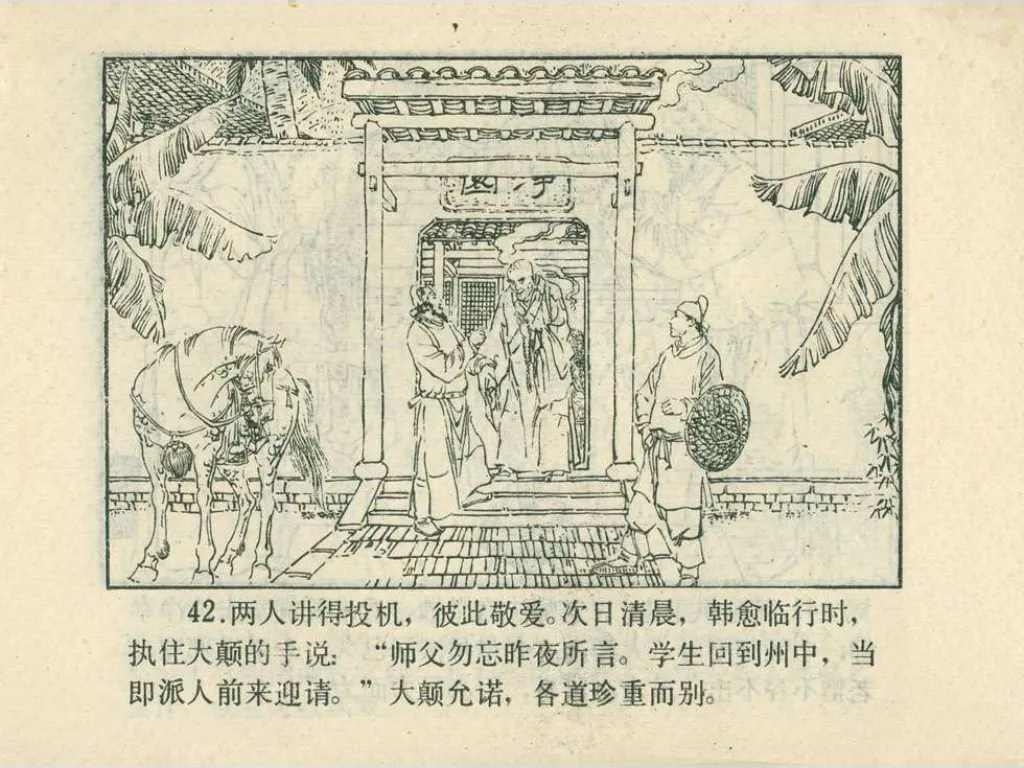 净园
42.两人讲得投机，彼此敬爱。次日清晨，韩愈临行时，
执住大颠的手说：“师父勿忘昨夜所言。学生回到州中，当
即派人前来迎请。”大颠允诺，各道珍重而别。